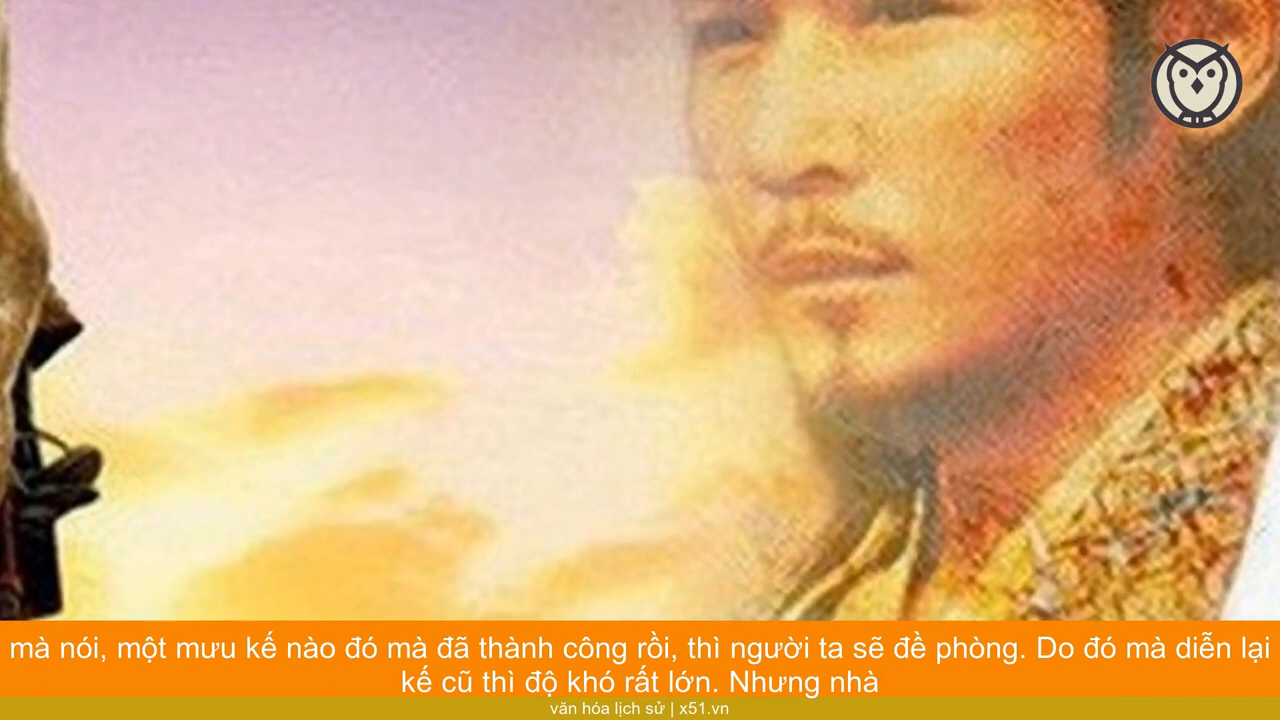 mà nói, một mưu kế nào đó mà đã thành công rồi, thì người ta sẽ đề phòng. Do đó mà diễn lại
kế cũ thì độ khó rất lớn. Nhưng nhà
văn hóa lịch sử | x51.vn